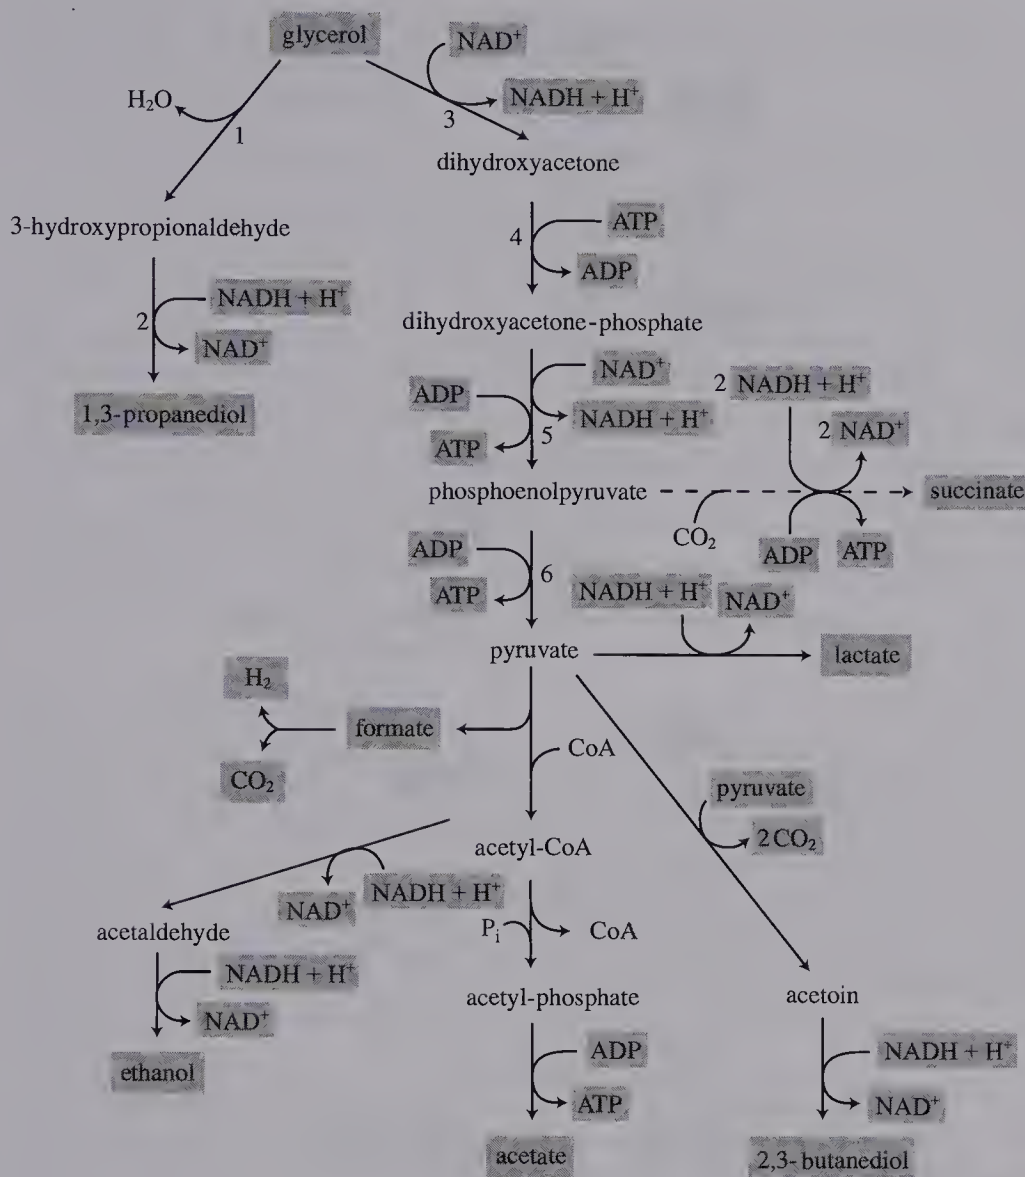 glycerol
NAD⁺
NADH + H⁺
H₂O
1
3
dihydroxyacetone
3-hydroxypropionaldehyde
4
ATP
ADP
2
NADH + H⁺
NAD⁺
1,3-propanediol
dihydroxyacetone-phosphate
ADP
ATP
NAD⁺
NADH + H⁺
5
2 NADH + H⁺
2 NAD⁺
phosphoenolpyruvate
succinate
CO₂
ADP
ATP
ADP
ATP
6
NADH + H⁺
NAD⁺
pyruvate
lactate
H₂
formate
CO₂
CoA
pyruvate
2 CO₂
acetyl-CoA
NAD⁺
NADH + H⁺
acetaldehyde
Pᵢ
CoA
NADH + H⁺
NAD⁺
ethanol
acetyl-phosphate
ADP
ATP
acetate
acetoin
NADH + H⁺
NAD⁺
2,3-butanediol